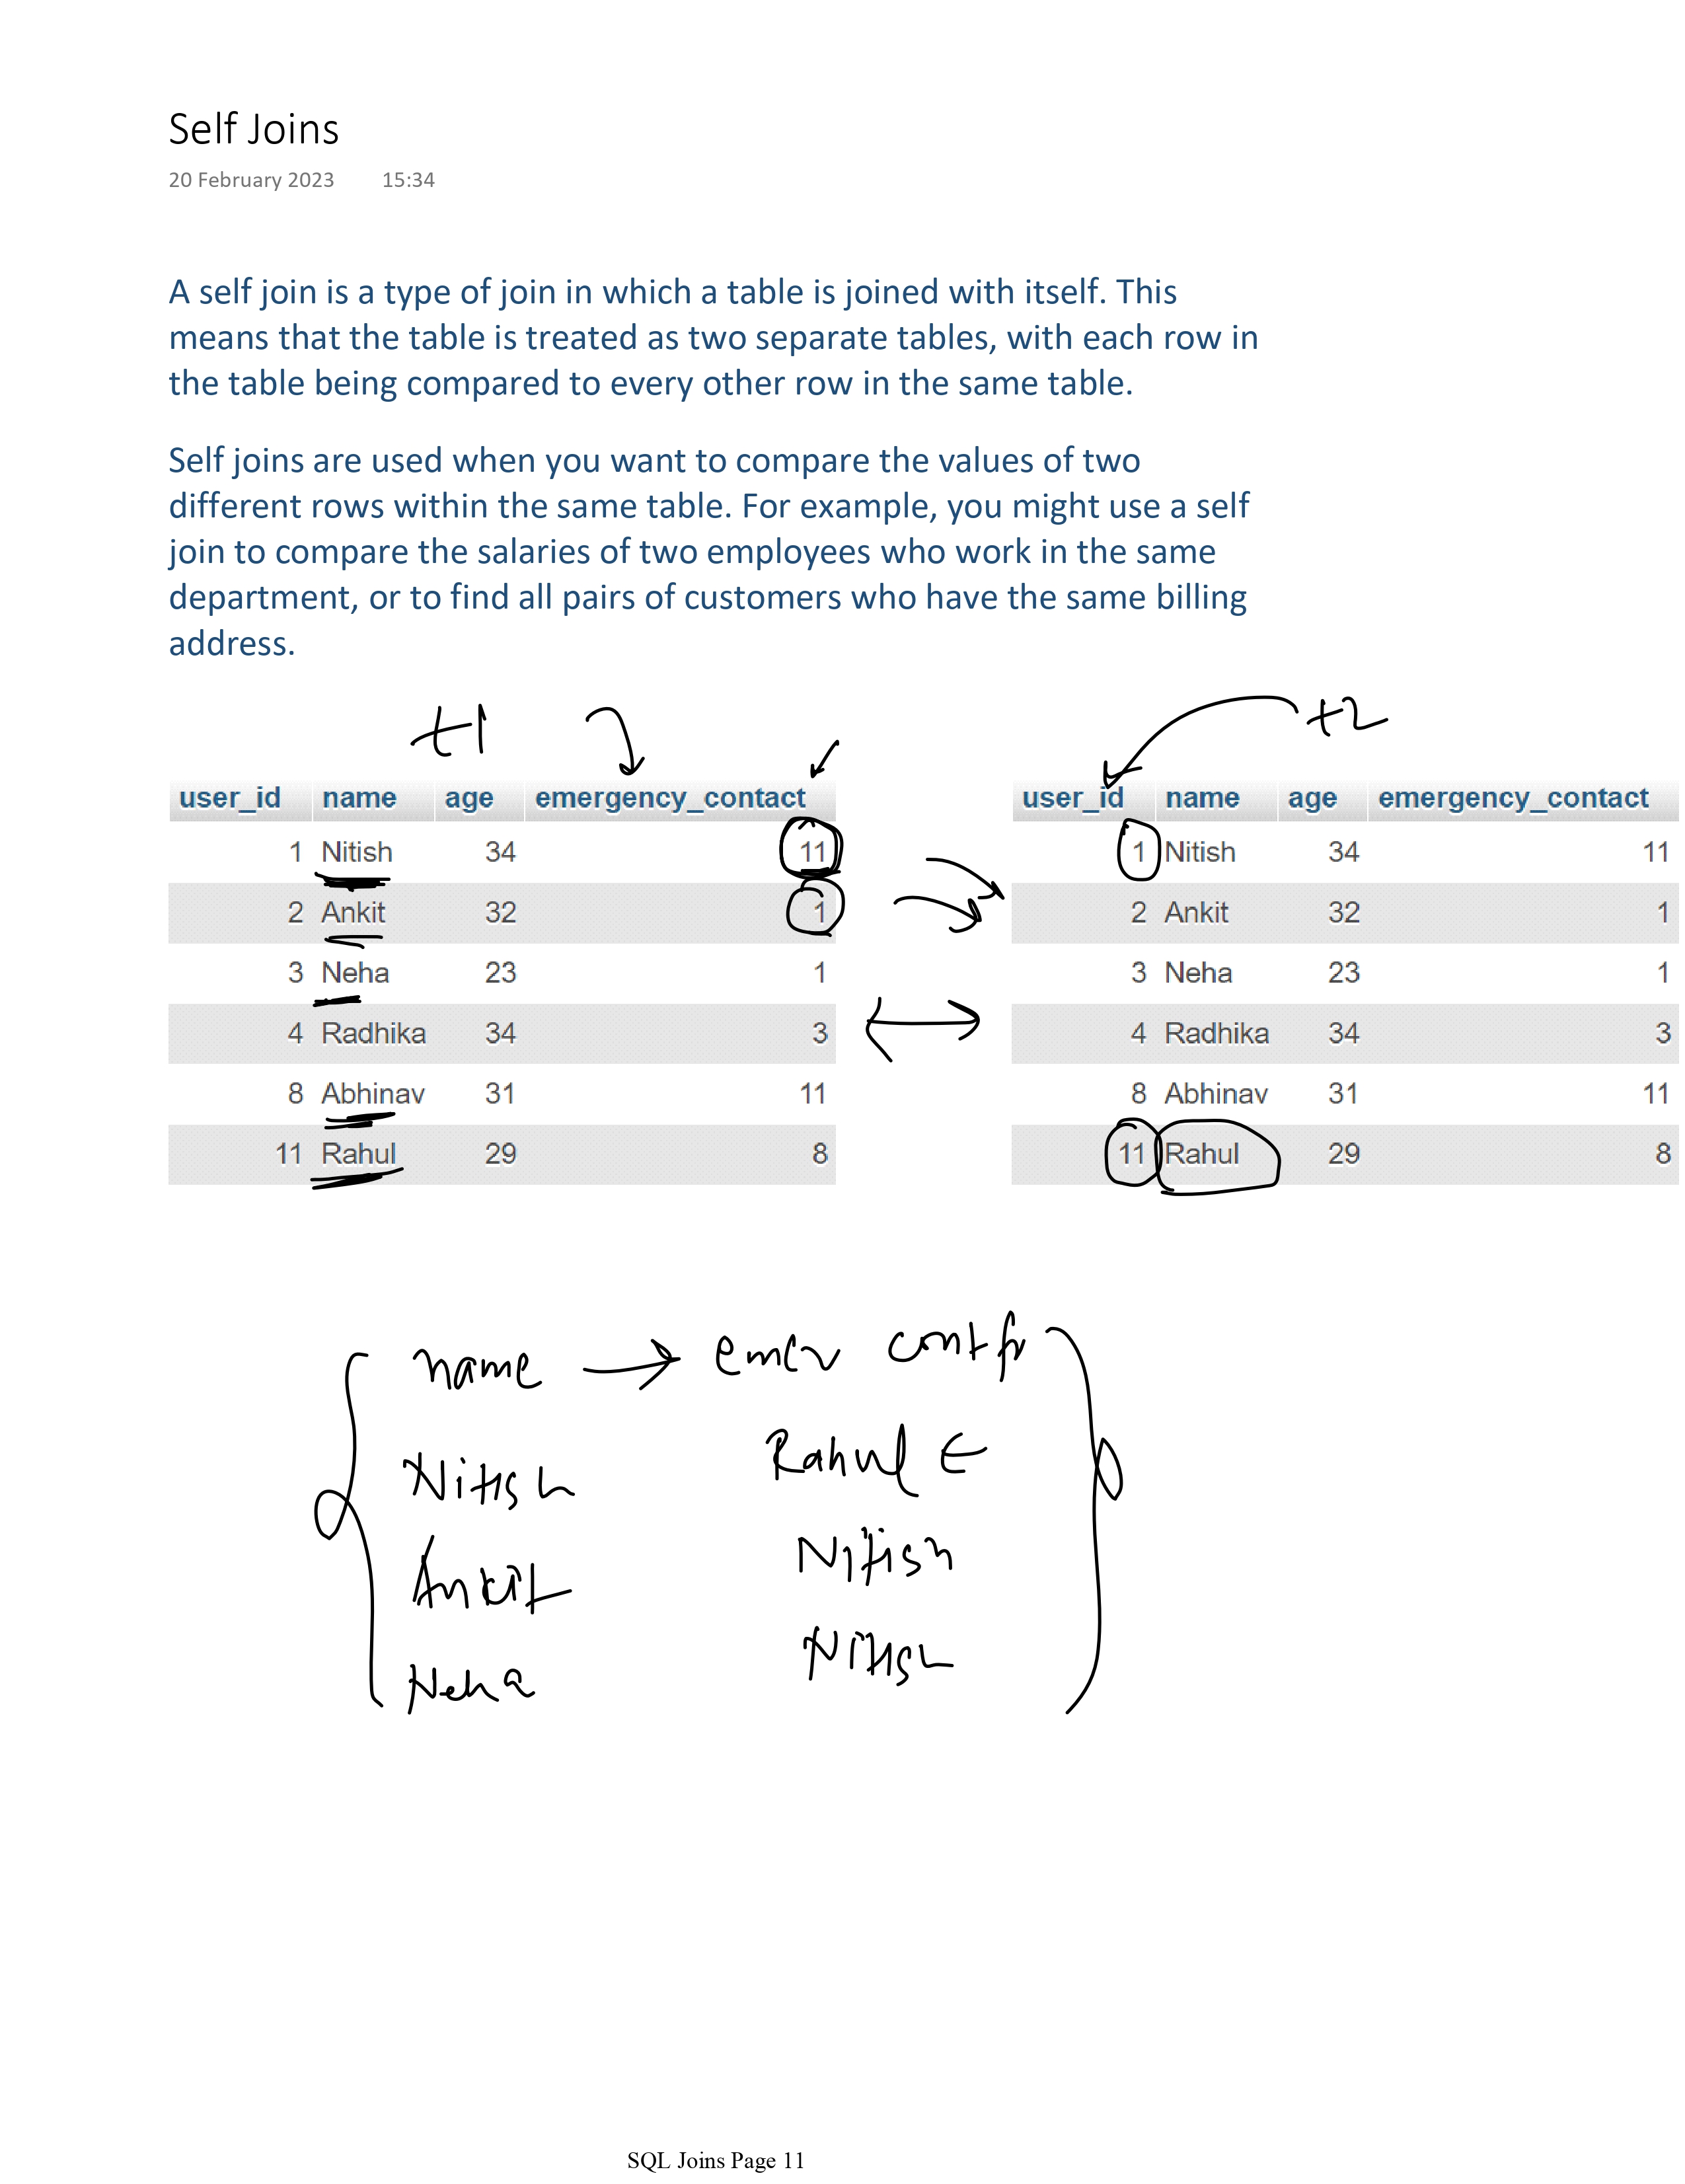 Self Joins
20 February 2023 15:34
A self join is a type of join in which a table is joined with itself. This
means that the table is treated as two separate tables, with each row in
the table being compared to every other row in the same table.
Self joins are used when you want to compare the values of two
different rows within the same table. For example, you might use a self
join to compare the salaries of two employees who work in the same
department, or to find all pairs of customers who have the same billing
address.
t1 t2
user_id name age emergency_contact user_id name age emergency_contact
1 Nitish 34 11 1 Nitish 34 11
2 Ankit 32 1 2 Ankit 32 1
3 Neha 23 1 3 Neha 23 1
4 Radhika 34 3 4 Radhika 34 3
8 Abhinav 31 11 8 Abhinav 31 11
11 Rahul 29 8 11 Rahul 29 8
name →
Nitish Rahul
Ankit Nitish
Neha Nitish
SQL Joins Page 11